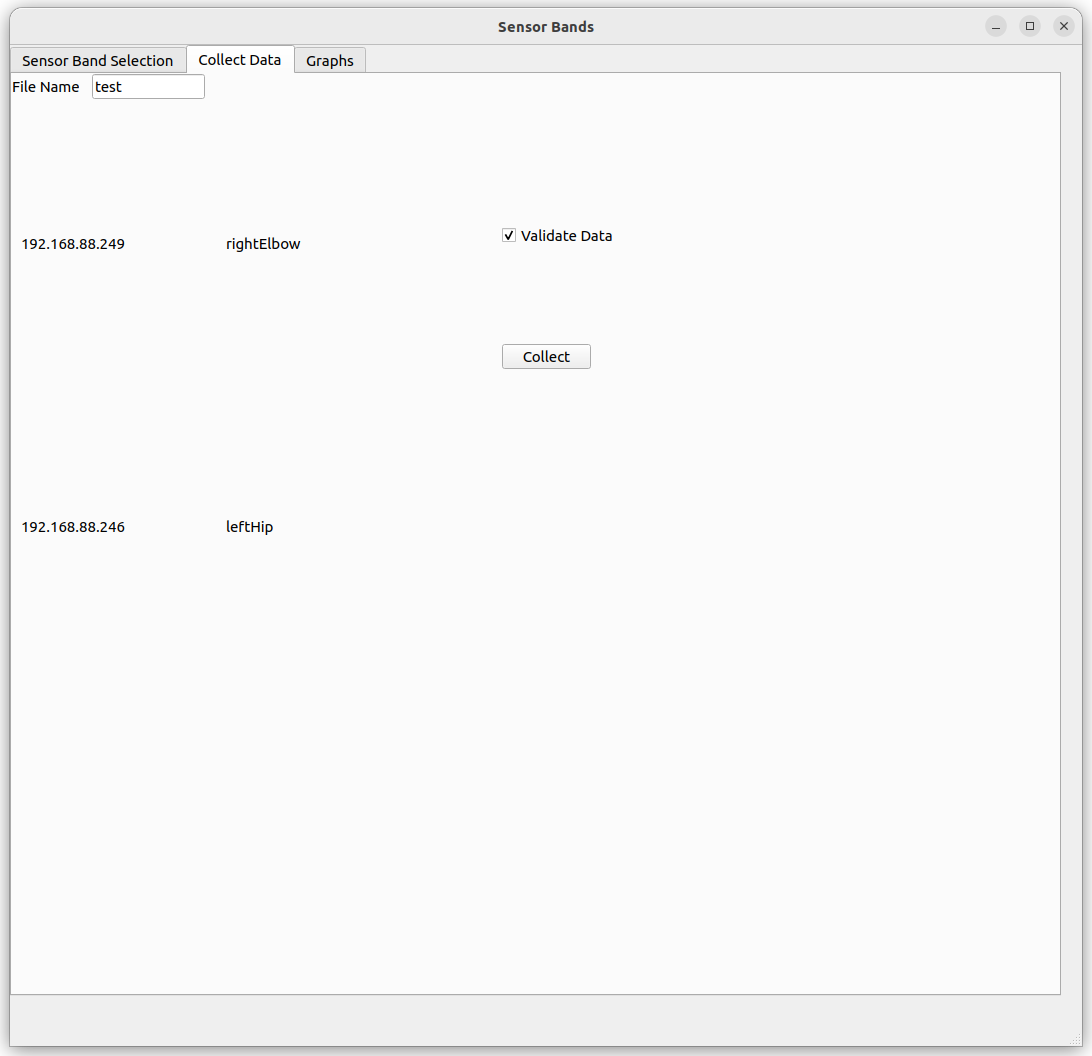 Sensor Bands
Sensor Band Selection Collect Data Graphs
File Name test
192.168.88.249 rightElbow Validate Data
Collect
192.168.88.246 leftHip